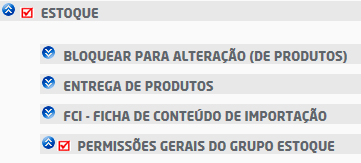 ESTOQUE
BLOQUEAR PARA ALTERAÇÃO (DE PRODUTOS)
ENTREGA DE PRODUTOS
FCI - FICHA DE CONTEÚDO DE IMPORTAÇÃO
PERMISSÕES GERAIS DO GRUPO ESTOQUE